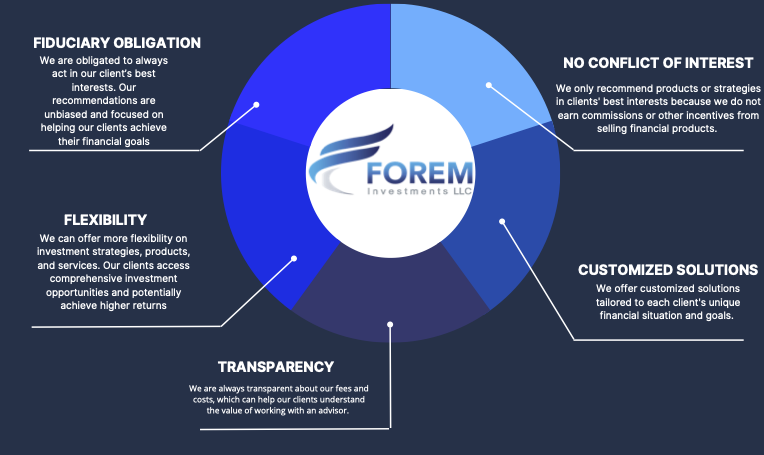 FIDUCIARY OBLIGATION
We are obligated to always
act in our client's best
interests. Our
recommendations are
unbiased and focused on
helping our clients achieve
their financial goals
NO CONFLICT OF INTEREST
We only recommend products or strategies
in clients' best interests because we do not
earn commissions or other incentives from
selling financial products.
FOREM
Investments LLC
FLEXIBILITY
We can offer more flexibility on
investment strategies, products,
and services. Our clients access
comprehensive investment
opportunities and potentially
achieve higher returns
CUSTOMIZED SOLUTIONS
We offer customized solutions
tailored to each client's unique
financial situation and goals.
TRANSPARENCY
We are always transparent about our fees and
costs, which can help our clients understand
the value of working with an advisor.